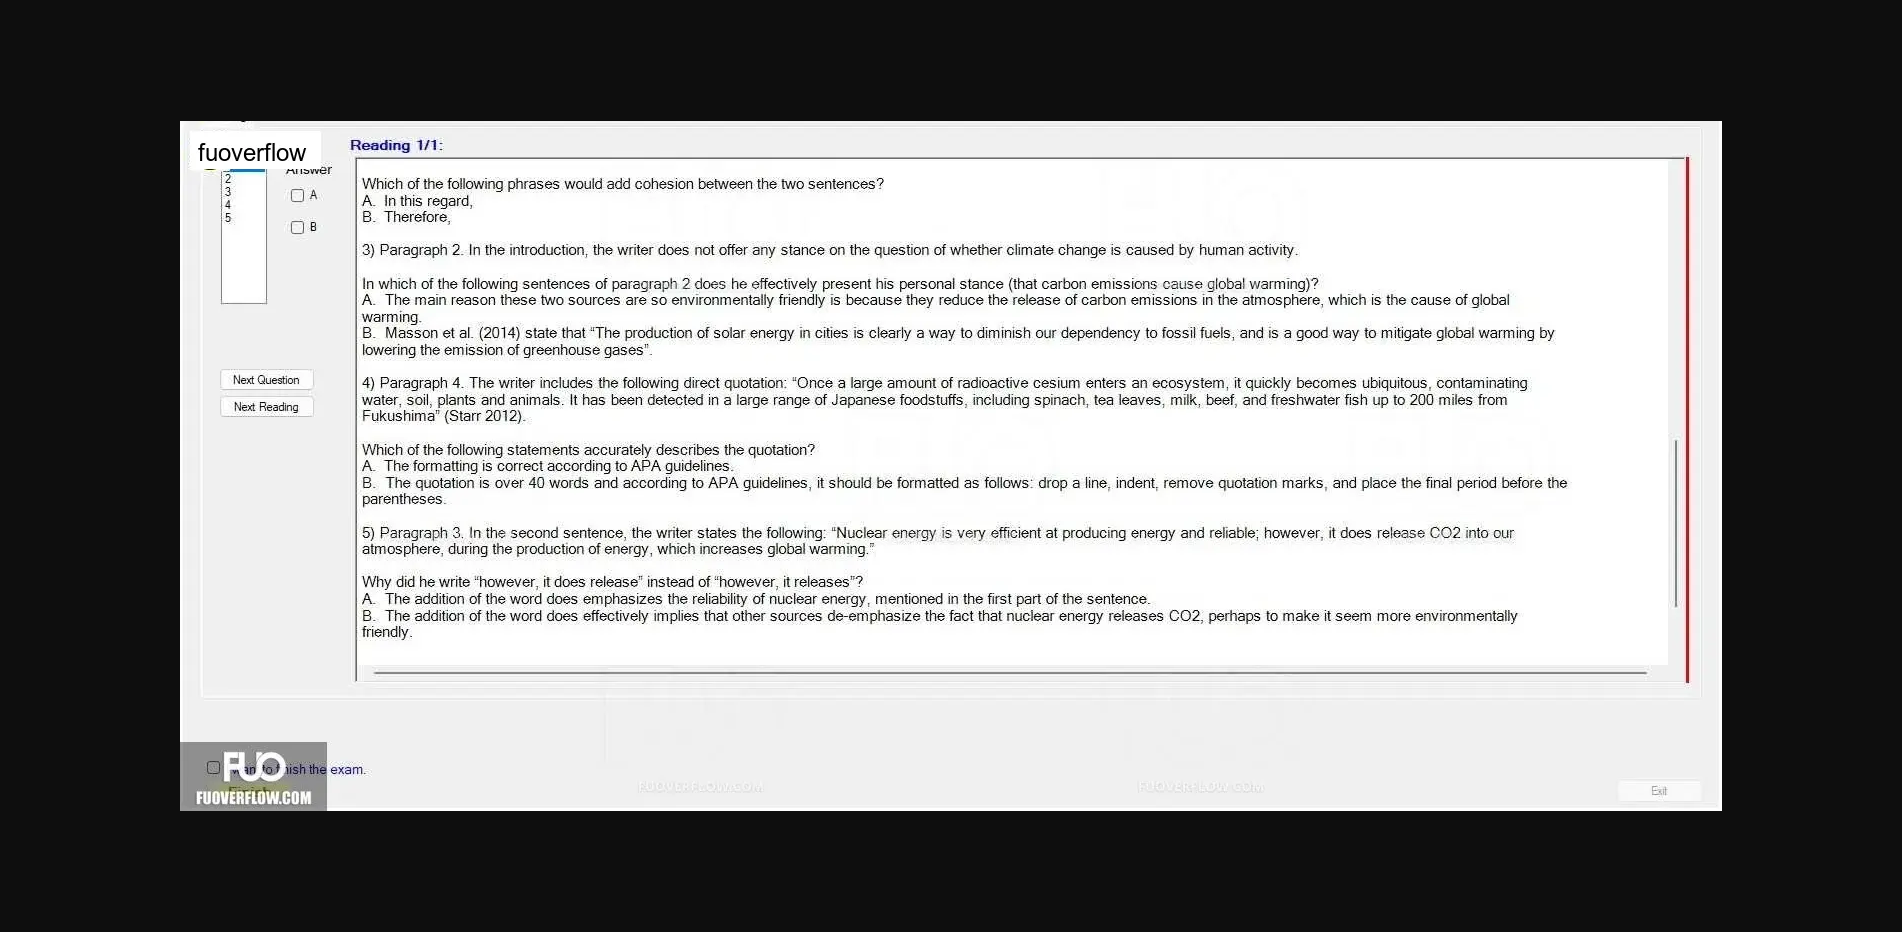 fuoverflow
Reading 1/1:
Answer
2
3
4
5
A
B
Next Question
Next Reading
Which of the following phrases would add cohesion between the two sentences?
A. In this regard,
B. Therefore,
3) Paragraph 2. In the introduction, the writer does not offer any stance on the question of whether climate change is caused by human activity.
In which of the following sentences of paragraph 2 does he effectively present his personal stance (that carbon emissions cause global warming)?
A. The main reason these two sources are so environmentally friendly is because they reduce the release of carbon emissions in the atmosphere, which is the cause of global
warming.
B. Masson et al. (2014) state that “The production of solar energy in cities is clearly a way to diminish our dependency to fossil fuels, and is a good way to mitigate global warming by
lowering the emission of greenhouse gases”.
4) Paragraph 4. The writer includes the following direct quotation: “Once a large amount of radioactive cesium enters an ecosystem, it quickly becomes ubiquitous, contaminating
water, soil, plants and animals. It has been detected in a large range of Japanese foodstuffs, including spinach, tea leaves, milk, beef, and freshwater fish up to 200 miles from
Fukushima” (Starr 2012).
Which of the following statements accurately describes the quotation?
A. The formatting is correct according to APA guidelines.
B. The quotation is over 40 words and according to APA guidelines, it should be formatted as follows: drop a line, indent, remove quotation marks, and place the final period before the
parentheses.
5) Paragraph 3. In the second sentence, the writer states the following: “Nuclear energy is very efficient at producing energy and reliable; however, it does release CO2 into our
atmosphere, during the production of energy, which increases global warming.”
Why did he write “however, it does release” instead of “however, it releases”?
A. The addition of the word does emphasizes the reliability of nuclear energy, mentioned in the first part of the sentence.
B. The addition of the word does effectively implies that other sources de-emphasize the fact that nuclear energy releases CO2, perhaps to make it seem more environmentally
friendly.
FUO
the exam.
Finish
FUOVERFLOW.COM
FUOVERFLOW.COM
FUOVERFLOW.COM
Exit